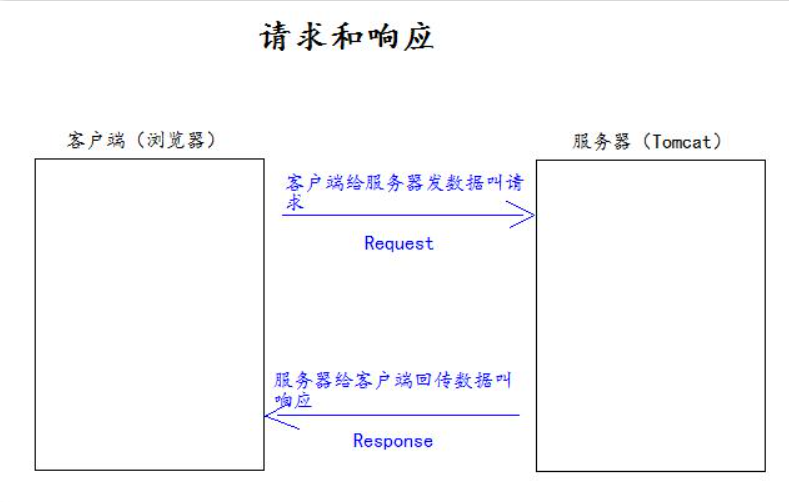 请求和响应
客户端（浏览器）
服务器（Tomcat）
客户端给服务器发数据叫请
求
Request
服务器给客户端回传数据叫
响应
Response